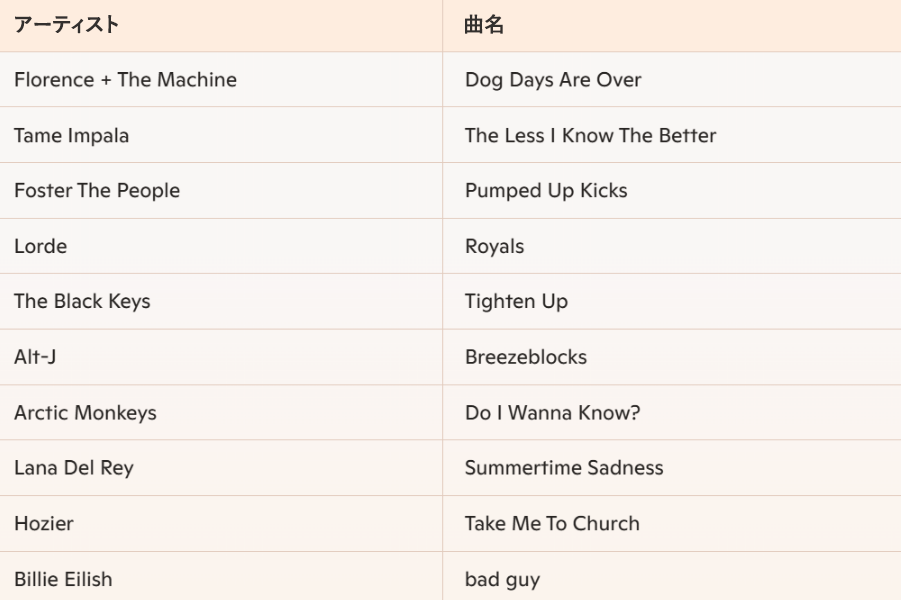 アーティスト 曲名
Florence + The Machine Dog Days Are Over
Tame Impala The Less I Know The Better
Foster The People Pumped Up Kicks
Lorde Royals
The Black Keys Tighten Up
Alt-J Breezeblocks
Arctic Monkeys Do I Wanna Know?
Lana Del Rey Summertime Sadness
Hozier Take Me To Church
Billie Eilish bad guy